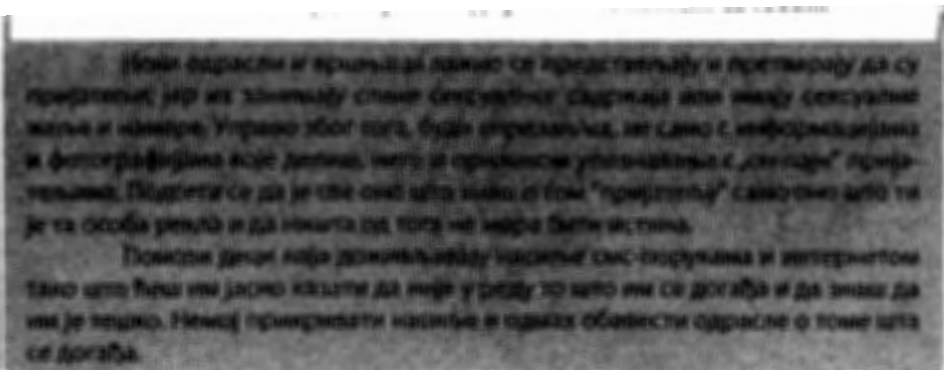 Неки одрасли и вршњаци лажно се представљају и претварају да су
пријатељи, јер их занимају слике сексуалног садржаја или имају сексуалне
жеље и намере. Управо због тога, буди опрезан/на, не само с информацијама
и фотографијама које делиш, него и приликом упознавања с „онлајн” прија-
тељима. Подсети се да је све оно што знаш о том "пријатељу" само оно што ти
је та особа рекла и да ништа од тога не мора бити истина.
Помози деци која доживљавају насиље смс-порукама и интернетом
тако што ћеш им јасно казати да није у реду то што им се догађа и да знаш да
им је тешко. Немој прикривати насиље и одмах обавести одрасле о томе шта
се догађа.